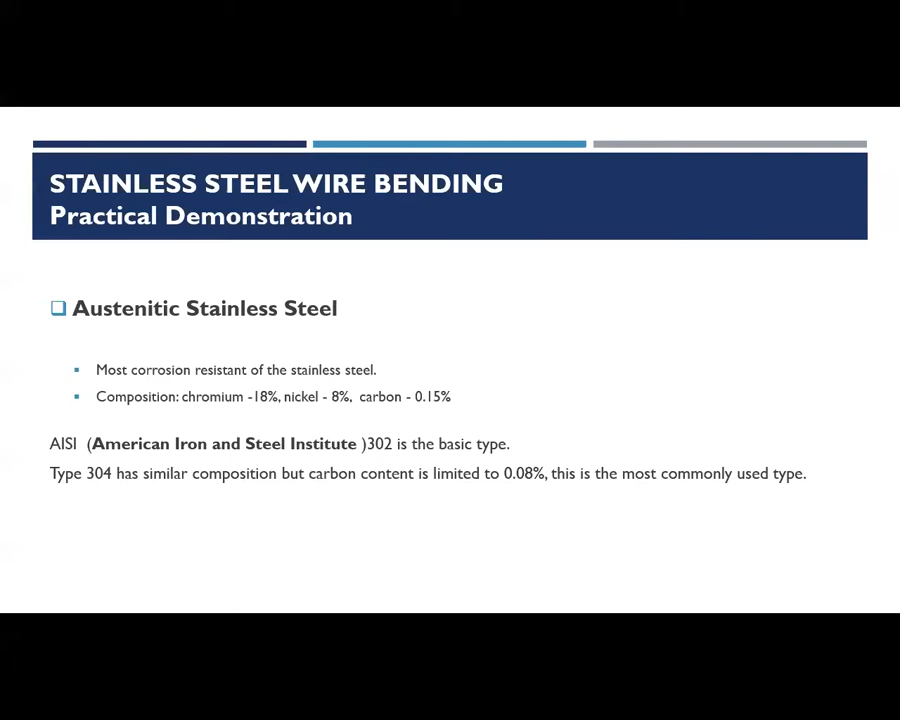 STAINLESS STEEL WIRE BENDING
Practical Demonstration
Austenitic Stainless Steel
Most corrosion resistant of the stainless steel.
Composition: chromium -18%, nickel - 8%, carbon - 0.15%
AISI (American Iron and Steel Institute )302 is the basic type.
Type 304 has similar composition but carbon content is limited to 0.08%, this is the most commonly used type.